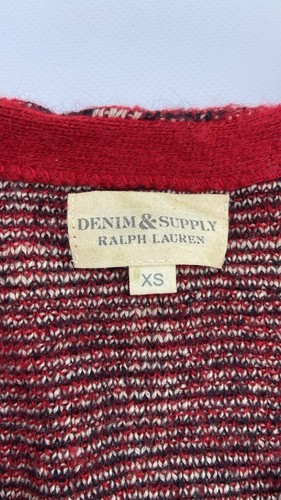 DENIM & SUPPLY
RALPH LAUREN
XS